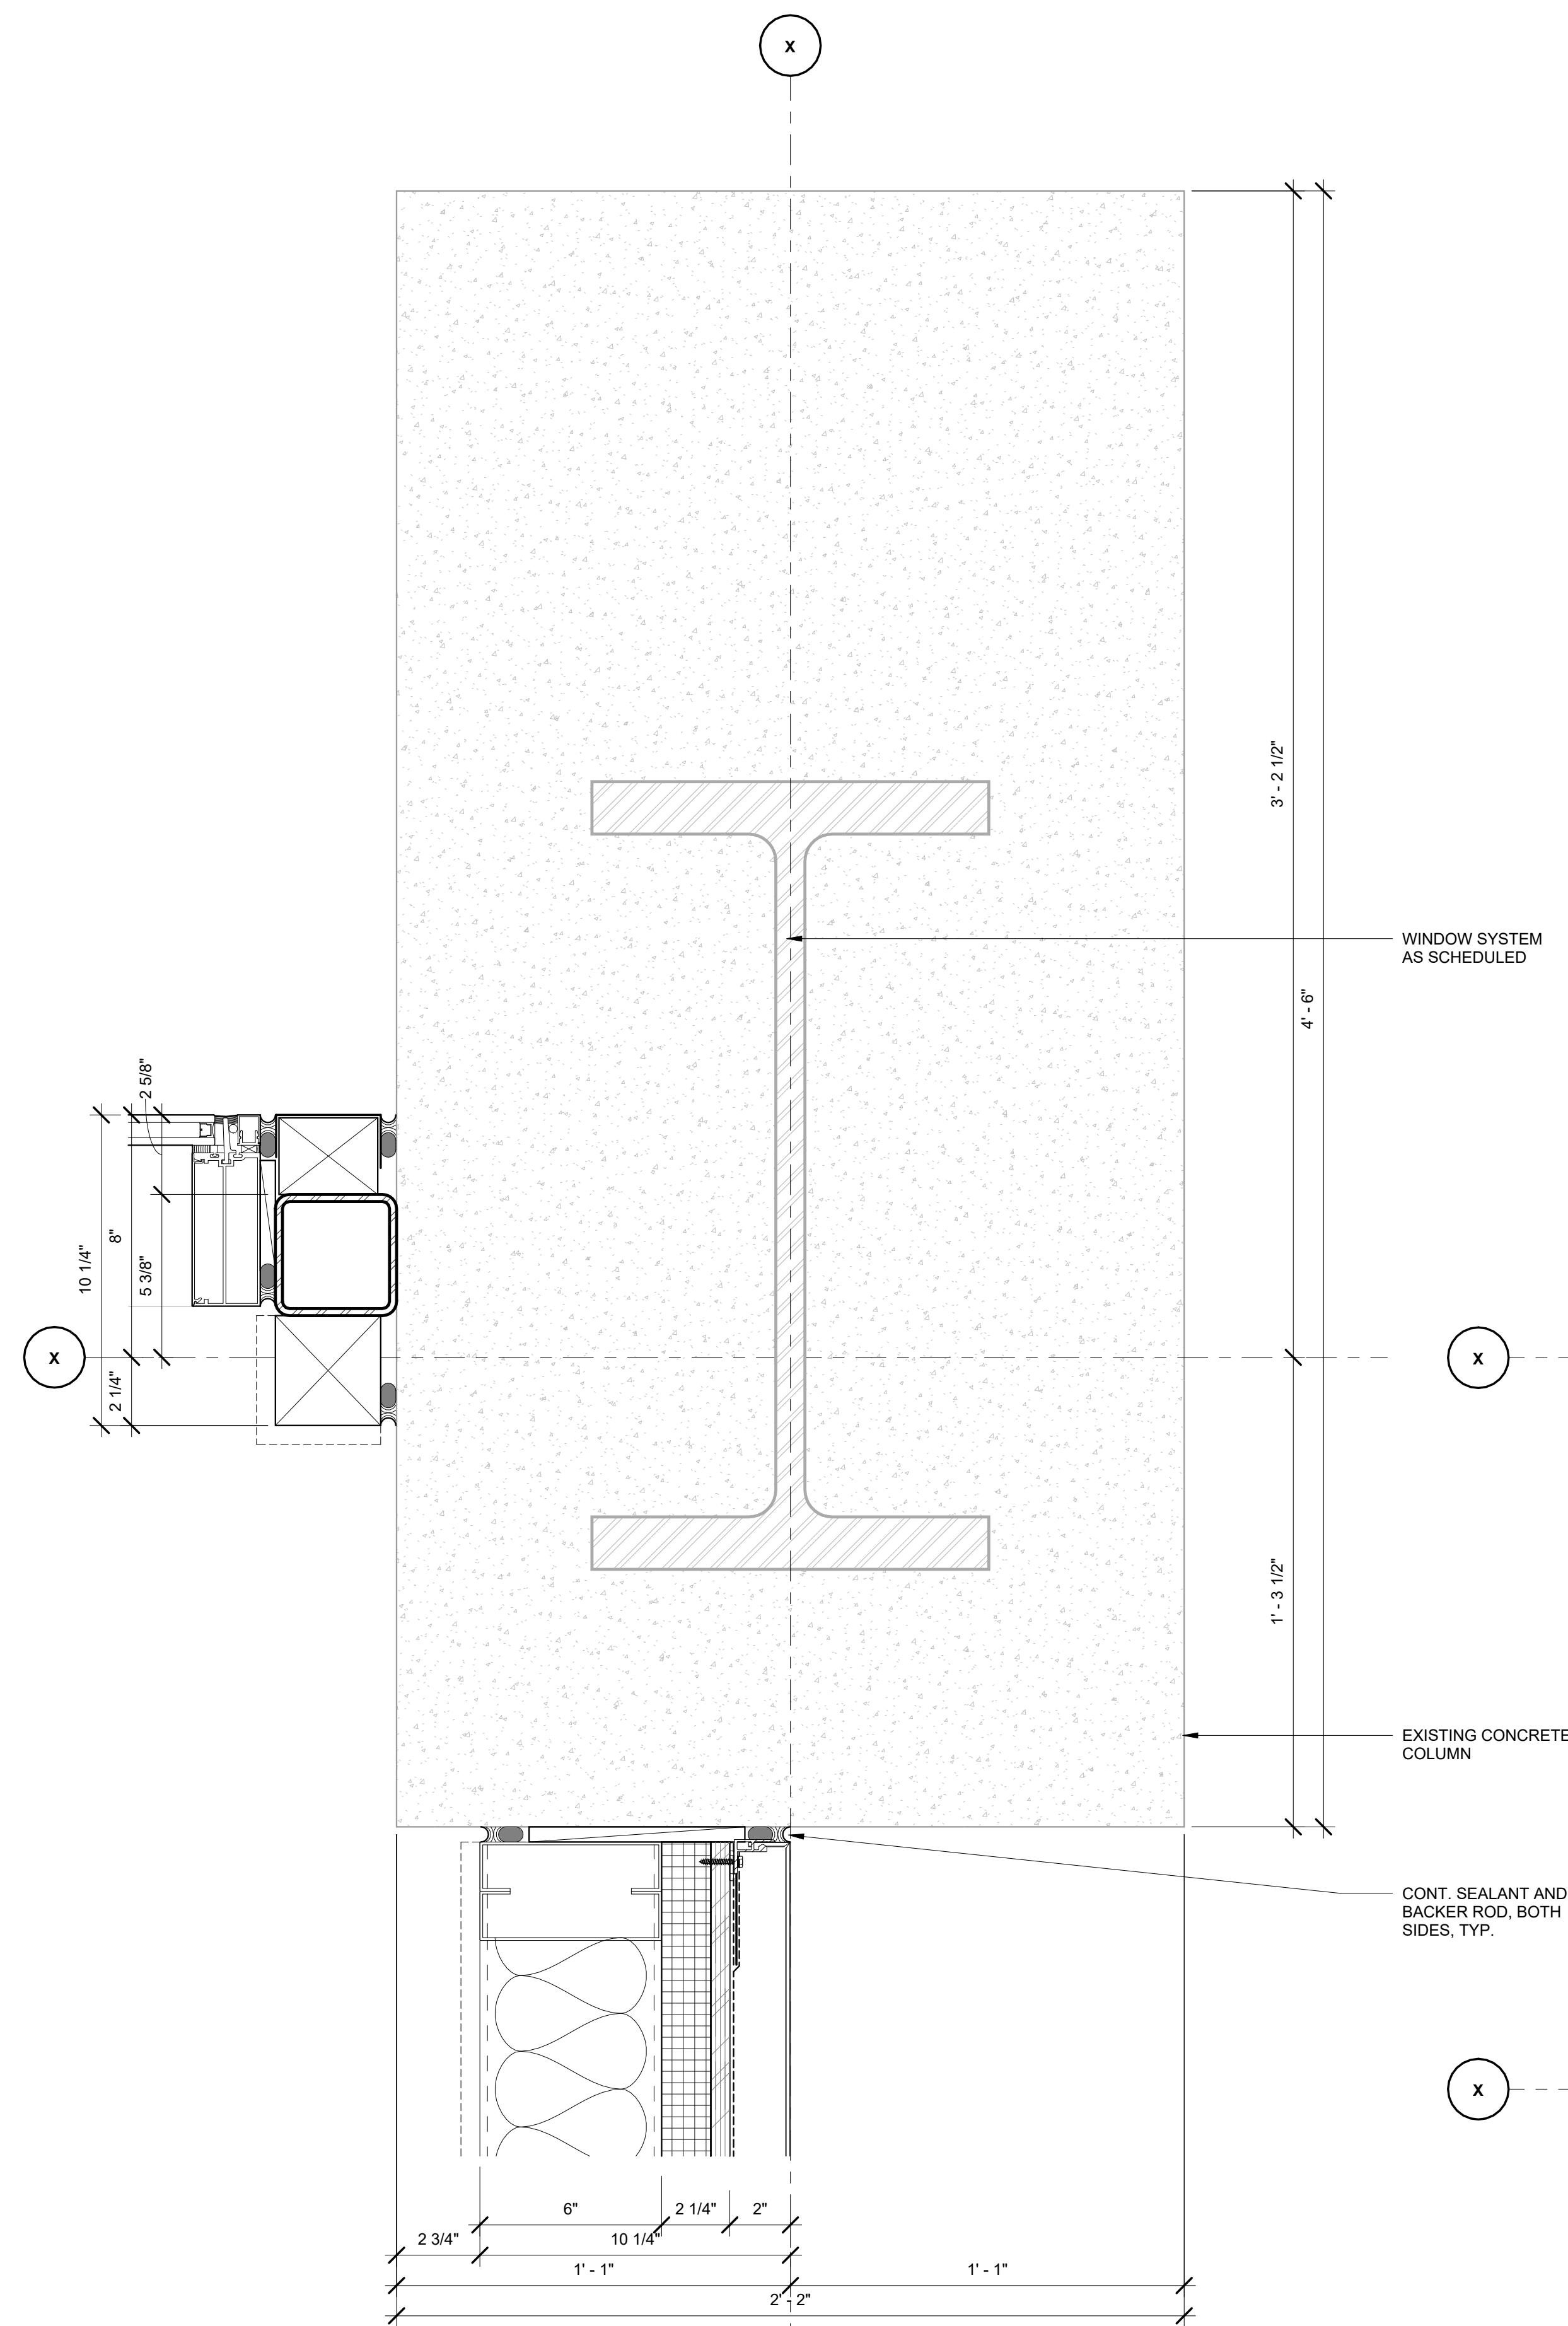 X
3' - 2 1/2"
WINDOW SYSTEM
AS SCHEDULED
4' - 6"
2 5/8"
10 1/4"
8"
5 3/8"
X
X
2 1/4"
1' - 3 1/2"
EXISTING CONCRETE
COLUMN
CONT. SEALANT AND
BACKER ROD, BOTH
SIDES, TYP.
X
6"
2 1/4"
2"
2 3/4"
10 1/4"
1' - 1"
1' - 1"
2' - 2"